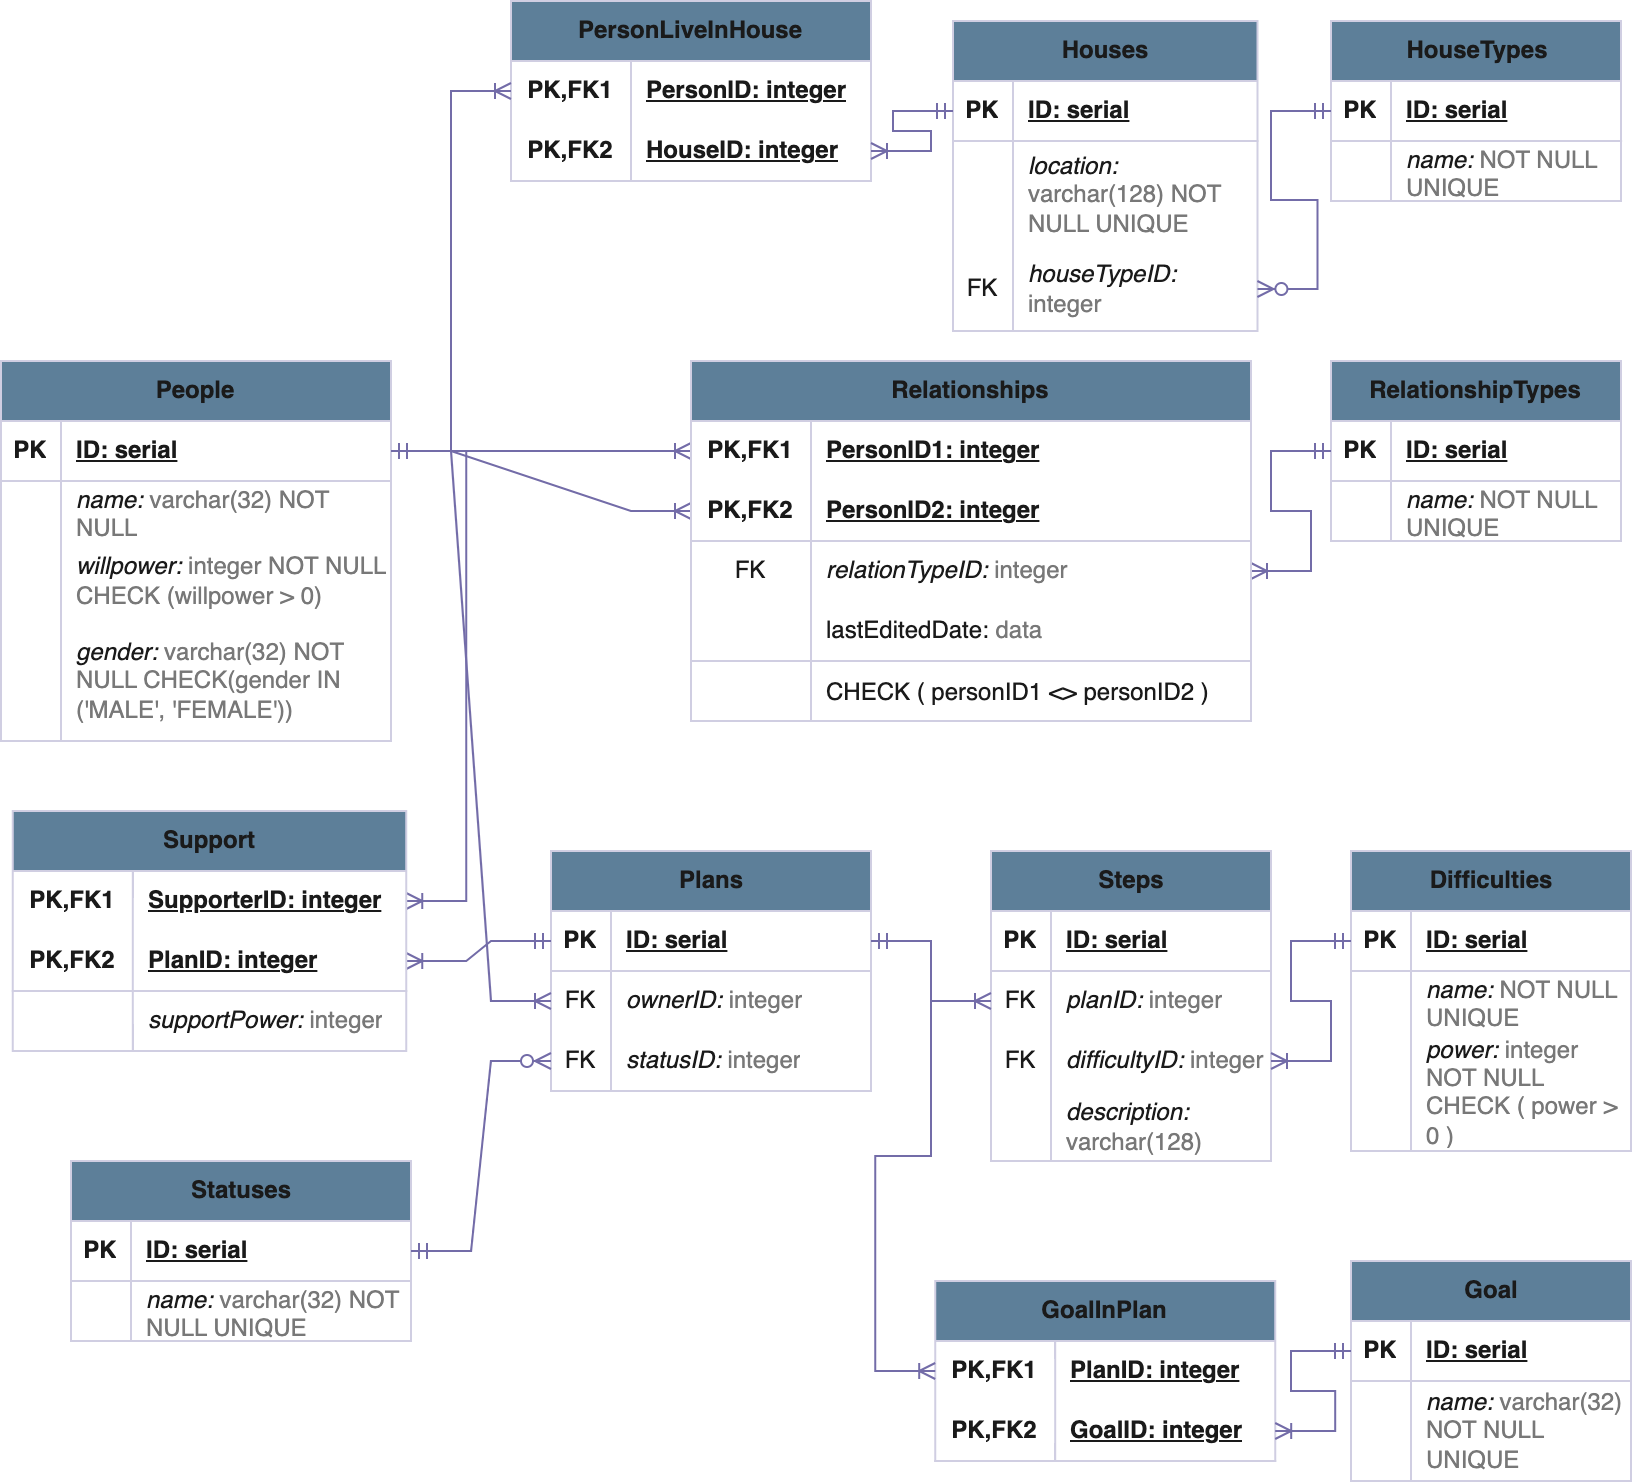 PersonLiveInHouse
PK,FK1 PersonID: integer
PK,FK2 HouseID: integer
Houses
PK ID: serial
location:
varchar(128) NOT
NULL UNIQUE
FK houseTypeID:
integer
HouseTypes
PK ID: serial
name: NOT NULL
UNIQUE
People
PK ID: serial
name: varchar(32) NOT
NULL
willpower: integer NOT NULL
CHECK (willpower > 0)
gender: varchar(32) NOT
NULL CHECK(gender IN
('MALE', 'FEMALE'))
Relationships
PK,FK1 PersonID1: integer
PK,FK2 PersonID2: integer
FK relationTypeID: integer
lastEditedDate: data
CHECK ( personID1 <> personID2 )
RelationshipTypes
PK ID: serial
name: NOT NULL
UNIQUE
Support
PK,FK1 SupporterID: integer
PK,FK2 PlanID: integer
supportPower: integer
Plans
PK ID: serial
FK ownerID: integer
FK statusID: integer
Steps
PK ID: serial
FK planID: integer
FK difficultyID: integer
description:
varchar(128)
Difficulties
PK ID: serial
name: NOT NULL
UNIQUE
power: integer
NOT NULL
CHECK ( power >
0 )
Statuses
PK ID: serial
name: varchar(32) NOT
NULL UNIQUE
GoalInPlan
PK,FK1 PlanID: integer
PK,FK2 GoalID: integer
Goal
PK ID: serial
name: varchar(32)
NOT NULL
UNIQUE